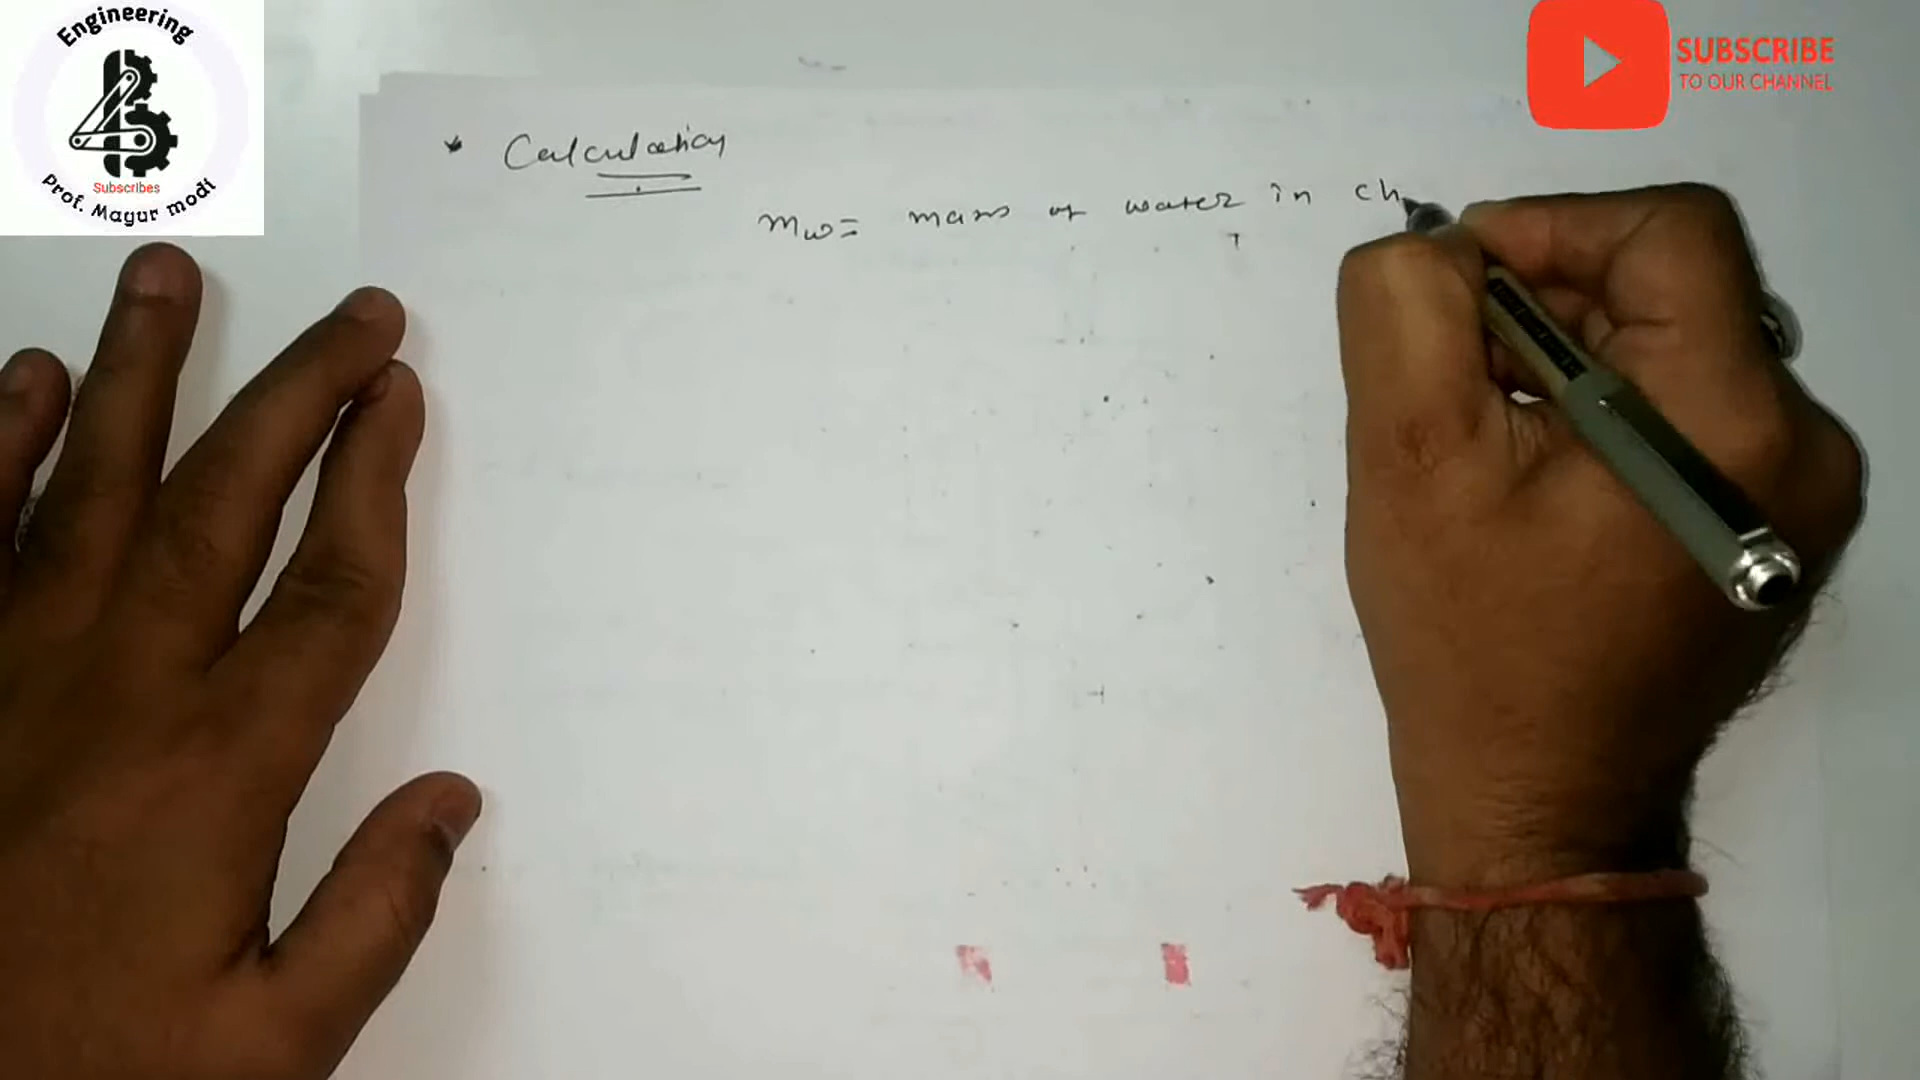 Engineering
Subscribes
Prof. Mayur modi
SUBSCRIBE
TO OUR CHANNEL
* Calculation
mw = mass of water in ch